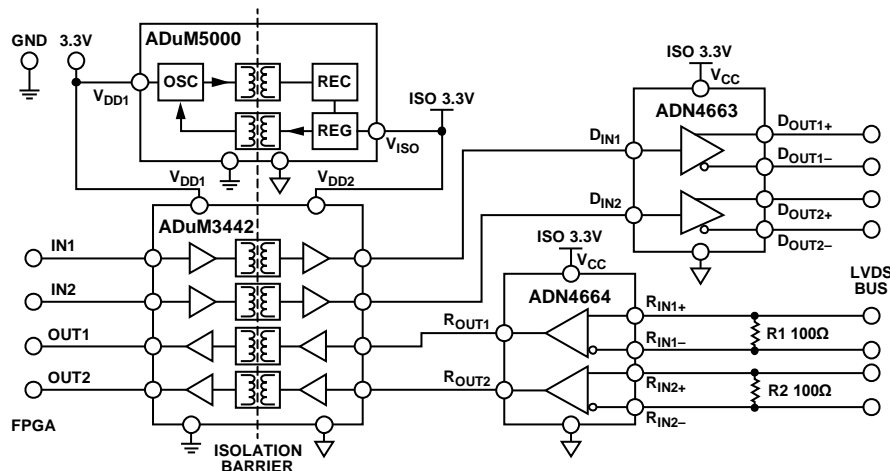 GND
3.3V
ADuM5000
OSC
REC
REG
VDD1
VISO
ISO 3.3V
VDD1
VDD2
ADuM3442
IN1
IN2
OUT1
OUT2
FPGA
ISOLATION
BARRIER
ISO 3.3V
VCC
ADN4663
DIN1
DIN2
DOUT1+
DOUT1–
DOUT2+
DOUT2–
ISO 3.3V
VCC
ADN4664
ROUT1
ROUT2
RIN1+
RIN1–
RIN2+
RIN2–
R1 100Ω
R2 100Ω
LVDS
BUS